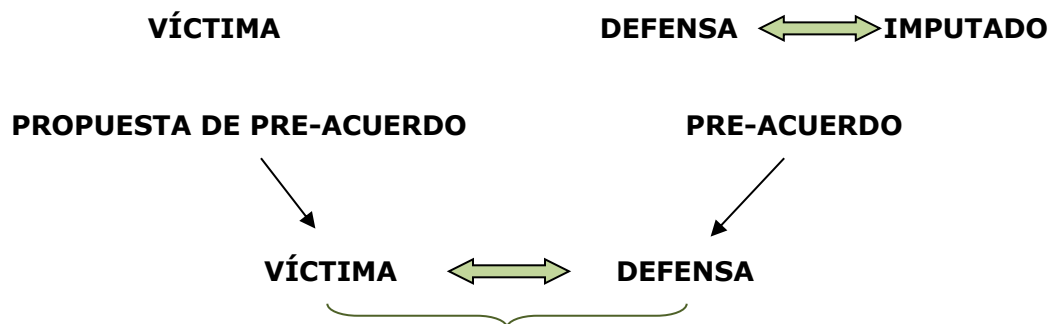 VÍCTIMA DEFENSA IMPUTADO
PROPUESTA DE PRE-ACUERDO PRE-ACUERDO
VÍCTIMA DEFENSA